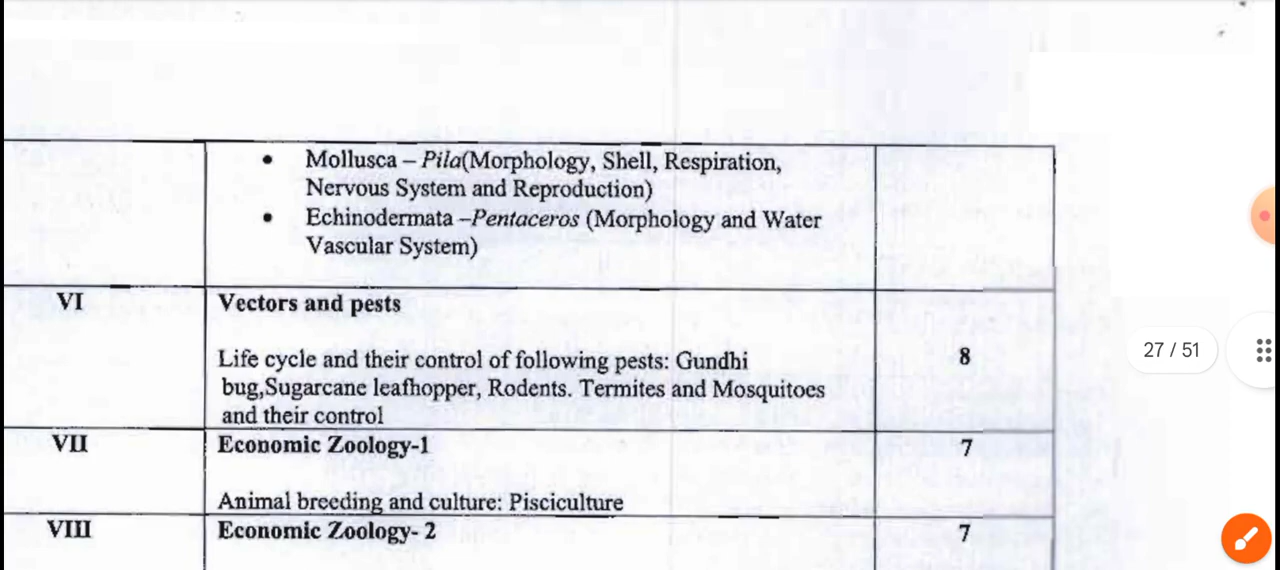 • Mollusca – Pila(Morphology, Shell, Respiration,
Nervous System and Reproduction)
• Echinodermata –Pentaceros (Morphology and Water
Vascular System)
VI Vectors and pests
Life cycle and their control of following pests: Gundhi 8
bug,Sugarcane leafhopper, Rodents. Termites and Mosquitoes
and their control
27 / 51
VII Economic Zoology-1 7
Animal breeding and culture: Pisciculture
VIII Economic Zoology- 2 7